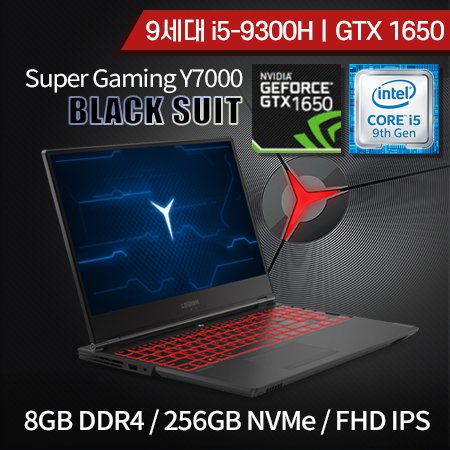 9세대 i5-9300H | GTX 1650
Super Gaming Y7000
BLACK SUIT
NVIDIA
GEFORCE
GTX1650
intel
CORE i5
9th Gen
LEGION
8GB DDR4 / 256GB NVMe / FHD IPS